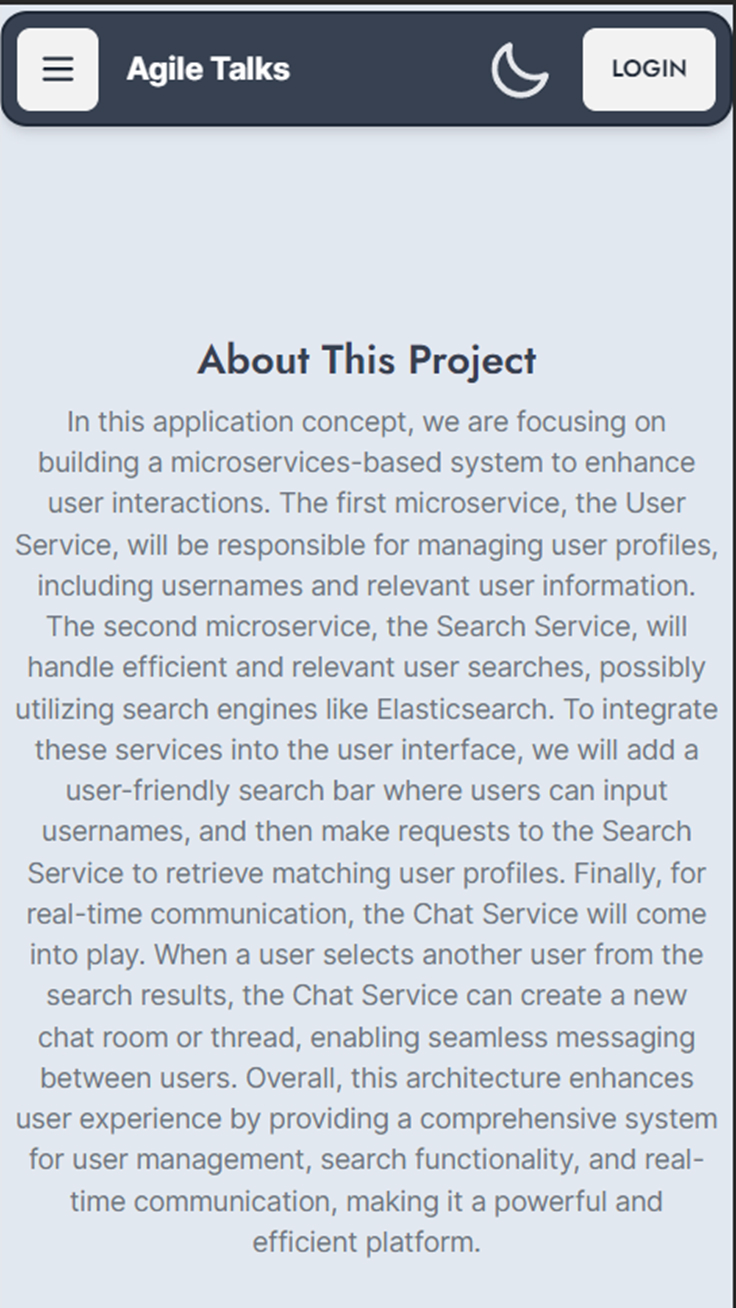 Agile Talks
LOGIN
About This Project
In this application concept, we are focusing on
building a microservices-based system to enhance
user interactions. The first microservice, the User
Service, will be responsible for managing user profiles,
including usernames and relevant user information.
The second microservice, the Search Service, will
handle efficient and relevant user searches, possibly
utilizing search engines like Elasticsearch. To integrate
these services into the user interface, we will add a
user-friendly search bar where users can input
usernames, and then make requests to the Search
Service to retrieve matching user profiles. Finally, for
real-time communication, the Chat Service will come
into play. When a user selects another user from the
search results, the Chat Service can create a new
chat room or thread, enabling seamless messaging
between users. Overall, this architecture enhances
user experience by providing a comprehensive system
for user management, search functionality, and real-
time communication, making it a powerful and
efficient platform.